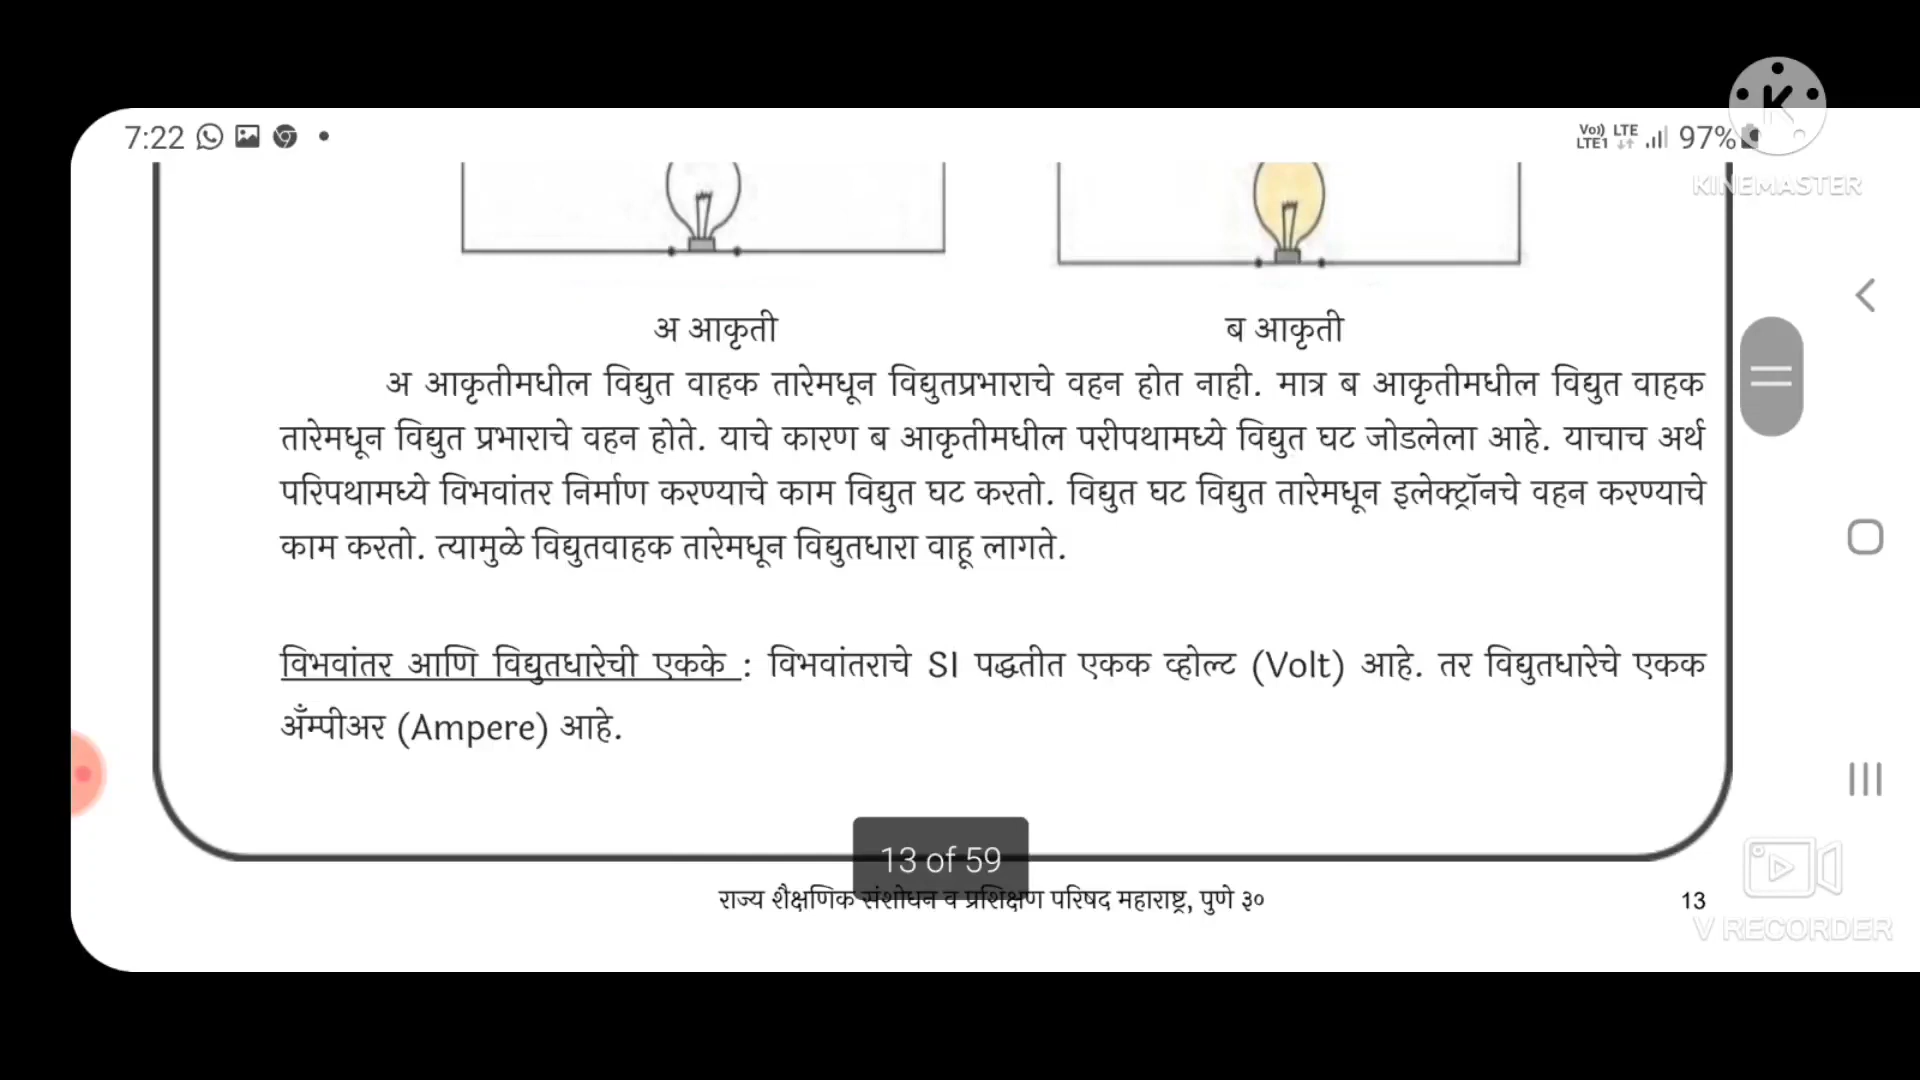 7:22
Vo)) LTE
LTE1
97%
KINEMASTER
अ आकृती
ब आकृती
अ आकृतीमधील विद्युत वाहक तारेमधून विद्युतप्रभाराचे वहन होत नाही. मात्र ब आकृतीमधील विद्युत वाहक
तारेमधून विद्युत प्रभाराचे वहन होते. याचे कारण ब आकृतीमधील परीपथामध्ये विद्युत घट जोडलेला आहे. याचाच अर्थ
परिपथामध्ये विभवांतर निर्माण करण्याचे काम विद्युत घट करतो. विद्युत घट विद्युत तारेमधून इलेक्ट्रॉनचे वहन करण्याचे
काम करतो. त्यामुळे विद्युतवाहक तारेमधून विद्युतधारा वाहू लागते.
विभवांतर आणि विद्युतधारेची एकके : विभवांतराचे SI पद्धतीत एकक व्होल्ट (Volt) आहे. तर विद्युतधारेचे एकक
अँम्पीअर (Ampere) आहे.
13 of 59
राज्य शैक्षणिक संशोधन व प्रशिक्षण परिषद महाराष्ट्र, पुणे ३०
13
V RECORDER